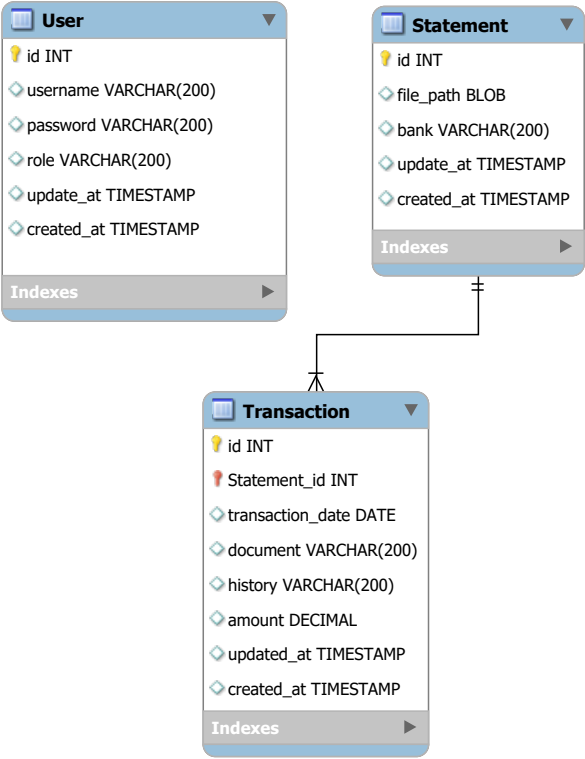 User
id INT
username VARCHAR(200)
password VARCHAR(200)
role VARCHAR(200)
update_at TIMESTAMP
created_at TIMESTAMP
Indexes
Statement
id INT
file_path BLOB
bank VARCHAR(200)
update_at TIMESTAMP
created_at TIMESTAMP
Indexes
Transaction
id INT
Statement_id INT
transaction_date DATE
document VARCHAR(200)
history VARCHAR(200)
amount DECIMAL
updated_at TIMESTAMP
created_at TIMESTAMP
Indexes